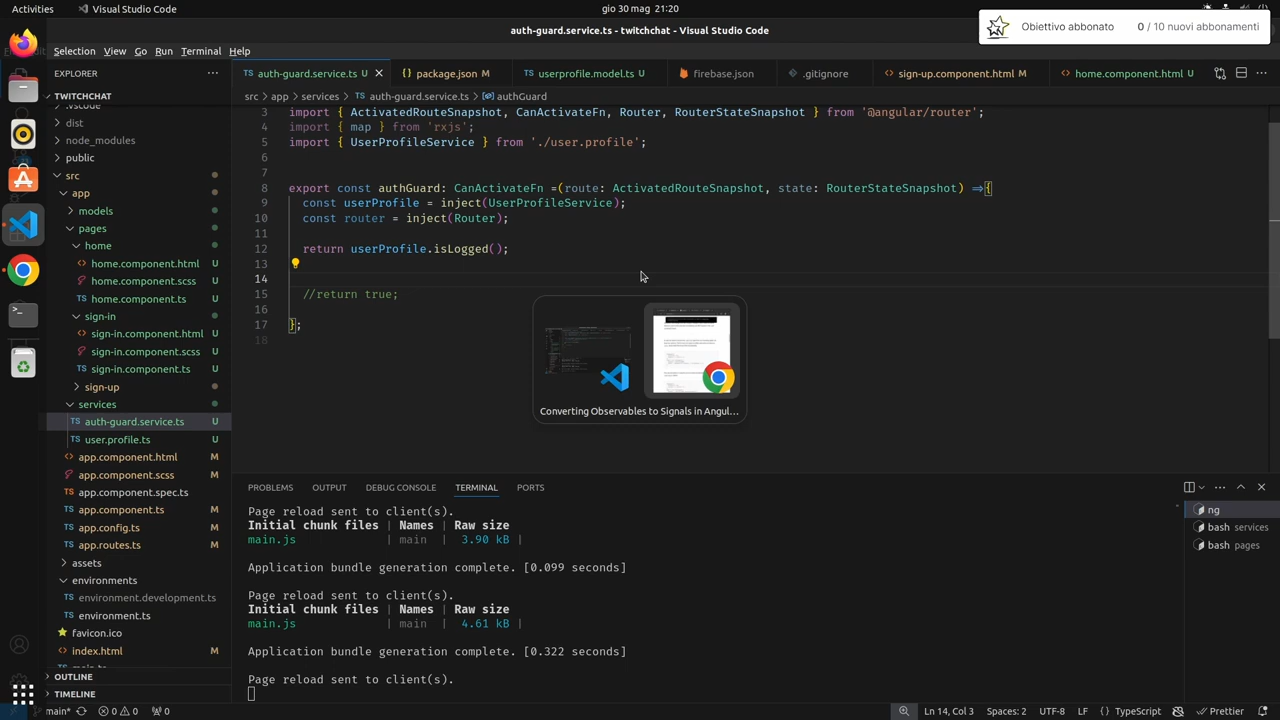 Activities
Visual Studio Code
gio 30 mag 21:20
Obiettivo abbonato
0 / 10 nuovi abbonamenti
auth-guard.service.ts - twitchchat - Visual Studio Code
Selection View Go Run Terminal Help
EXPLORER
auth-guard.service.ts U
package.json M
userprofile.model.ts U
firebase.json
.gitignore
sign-up.component.html M
home.component.html U
src > app > services > auth-guard.service.ts > authGuard
TWITCHCHAT
.vscode
dist
node_modules
public
src
app
models
pages
home
home.component.html U
home.component.scss U
home.component.ts U
sign-in
sign-in.component.html U
sign-in.component.scss U
sign-in.component.ts U
sign-up
services
auth-guard.service.ts U
user.profile.ts U
app.component.html M
app.component.scss M
app.component.spec.ts
app.component.ts M
app.config.ts M
app.routes.ts M
assets
environments
environment.development.ts
environment.ts
favicon.ico
index.html M
main.ts
OUTLINE
TIMELINE
3 import { ActivatedRouteSnapshot, CanActivateFn, Router, RouterStateSnapshot } from '@angular/router';
4 import { map } from 'rxjs';
5 import { UserProfileService } from './user.profile';
6
7
8 export const authGuard: CanActivateFn =(route: ActivatedRouteSnapshot, state: RouterStateSnapshot) =>{
9 const userProfile = inject(UserProfileService);
10 const router = inject(Router);
11
12 return userProfile.isLogged();
13
14
15 //return true;
16
17 };
18
Converting Observables to Signals in Angul...
PROBLEMS OUTPUT DEBUG CONSOLE TERMINAL PORTS
Page reload sent to client(s).
Initial chunk files | Names | Raw size
main.js | main | 3.90 kB |
Application bundle generation complete. [0.099 seconds]
Page reload sent to client(s).
Initial chunk files | Names | Raw size
main.js | main | 4.61 kB |
Application bundle generation complete. [0.322 seconds]
Page reload sent to client(s).
ng
bash services
bash pages
main* 0 0 0 Ln 14, Col 3 Spaces: 2 UTF-8 LF {} TypeScript Prettier